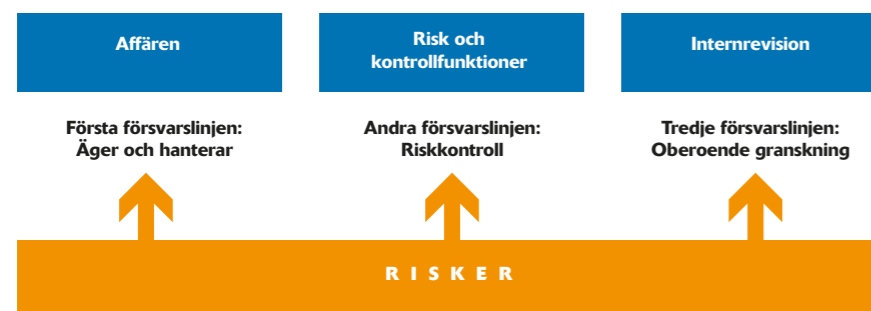 Affären
Risk och
kontrollfunktioner
Internrevision
Första försvarslinjen:
Äger och hanterar
Andra försvarslinjen:
Riskkontroll
Tredje försvarslinjen:
Oberoende granskning
RISKER